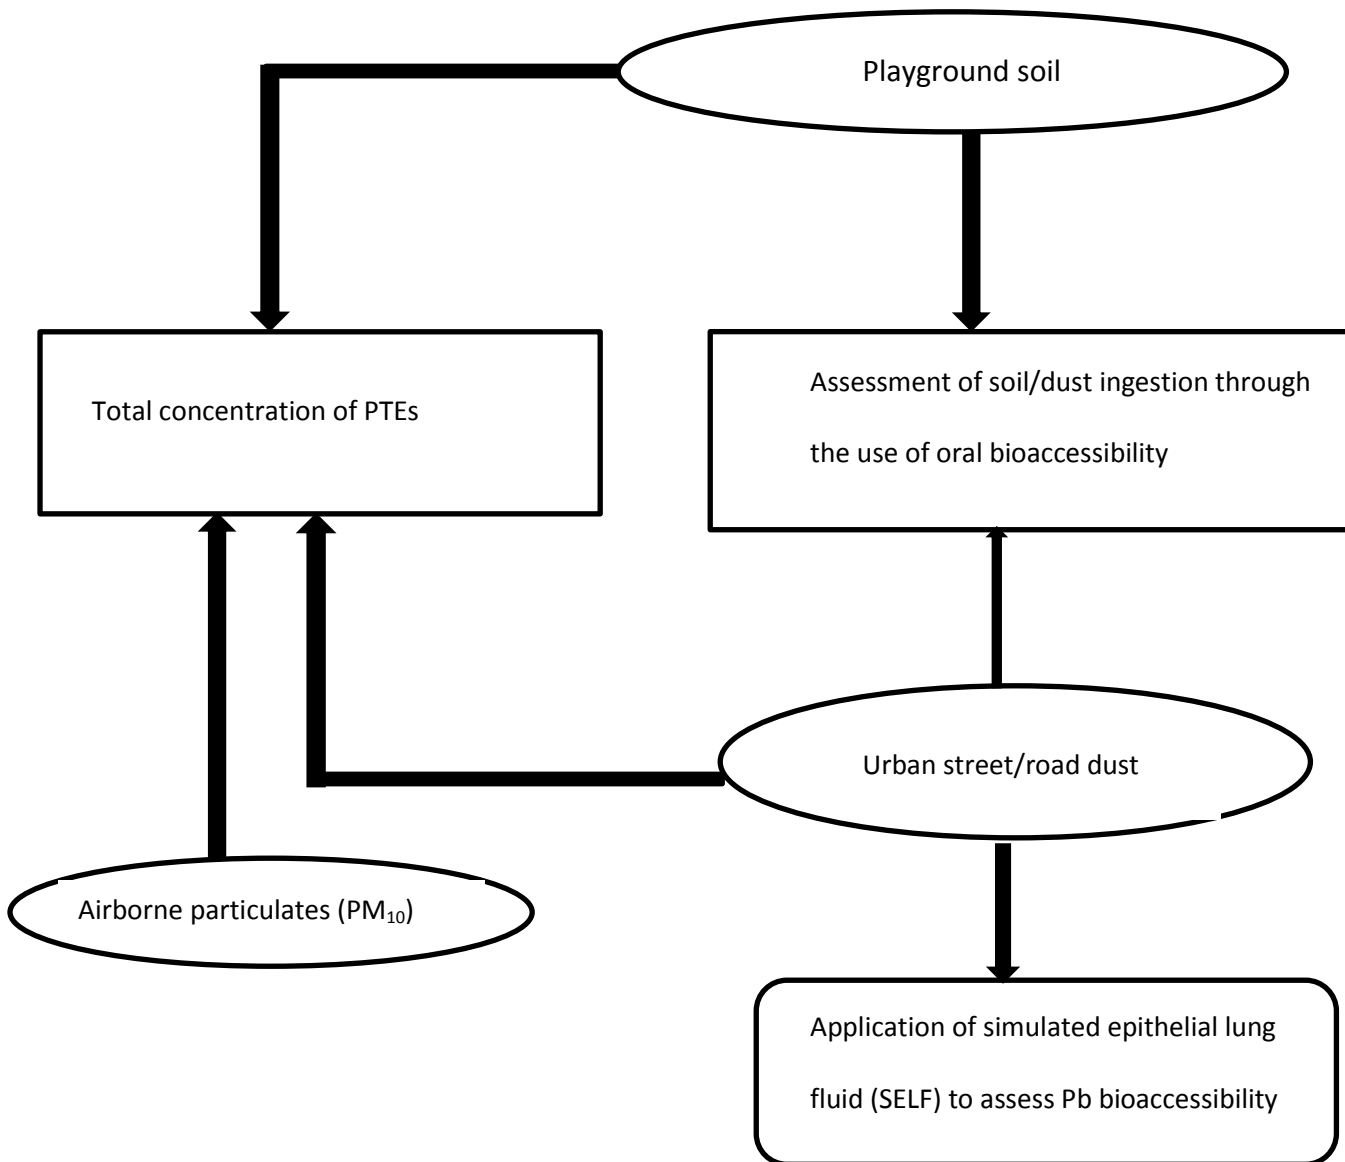 Playground soil
Total concentration of PTEs
Assessment of soil/dust ingestion through
the use of oral bioaccessibility
Urban street/road dust
Airborne particulates (PM₁₀)
Application of simulated epithelial lung
fluid (SELF) to assess Pb bioaccessibility